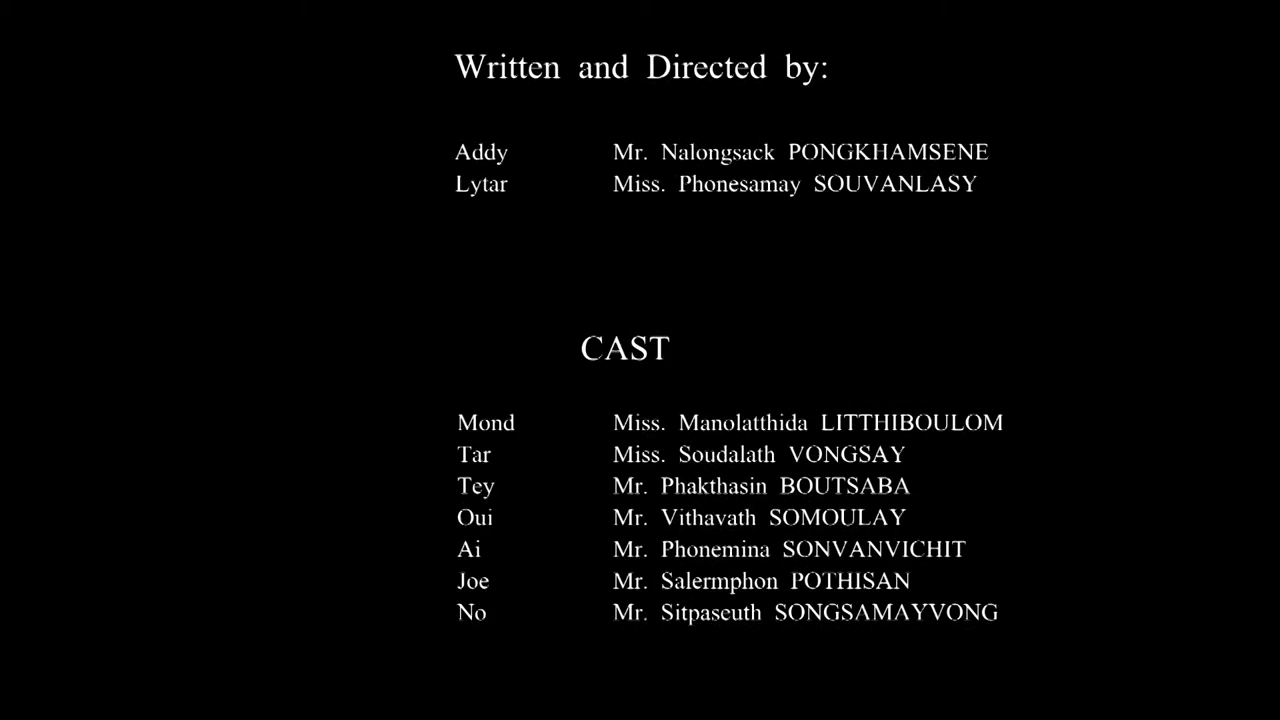 Written and Directed by:
Addy Mr. Nalongsack PONGKHAMSENE
Lytar Miss. Phonesamay SOUVANLASY
CAST
Mond Miss. Manolatthida LITTHIBOULOM
Tar Miss. Soudalath VONGSAY
Tey Mr. Phakthasin BOUTSABA
Oui Mr. Vithavath SOMOULAY
Ai Mr. Phonemina SONVANVICHIT
Joe Mr. Salermphon POTHISAN
No Mr. Sitpaseuth SONGSAMAYVONG